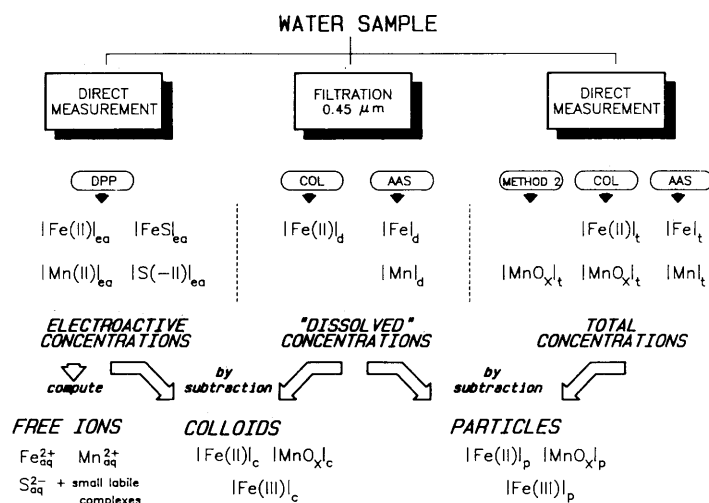 WATER SAMPLE
DIRECT MEASUREMENT
FILTRATION 0.45 μm
DIRECT MEASUREMENT
DPP
COL
AAS
METHOD 2
COL
AAS
|Fe(II)|ea |FeS|ea |Fe(II)|d |Fe|d |Fe(II)|t |Fe|t
|Mn(II)|ea |S(-II)|ea |Mn|d |MnOx|t |MnOx|t |Mn|t
ELECTROACTIVE CONCENTRATIONS
"DISSOLVED" CONCENTRATIONS
TOTAL CONCENTRATIONS
compute
by subtraction
by subtraction
FREE IONS
Fe2+aq Mn2+aq
S2-aq + small labile complexes
COLLOIDS
|Fe(II)|c |MnOx|c
|Fe(III)|c
PARTICLES
|Fe(II)|p |MnOx|p
|Fe(III)|p